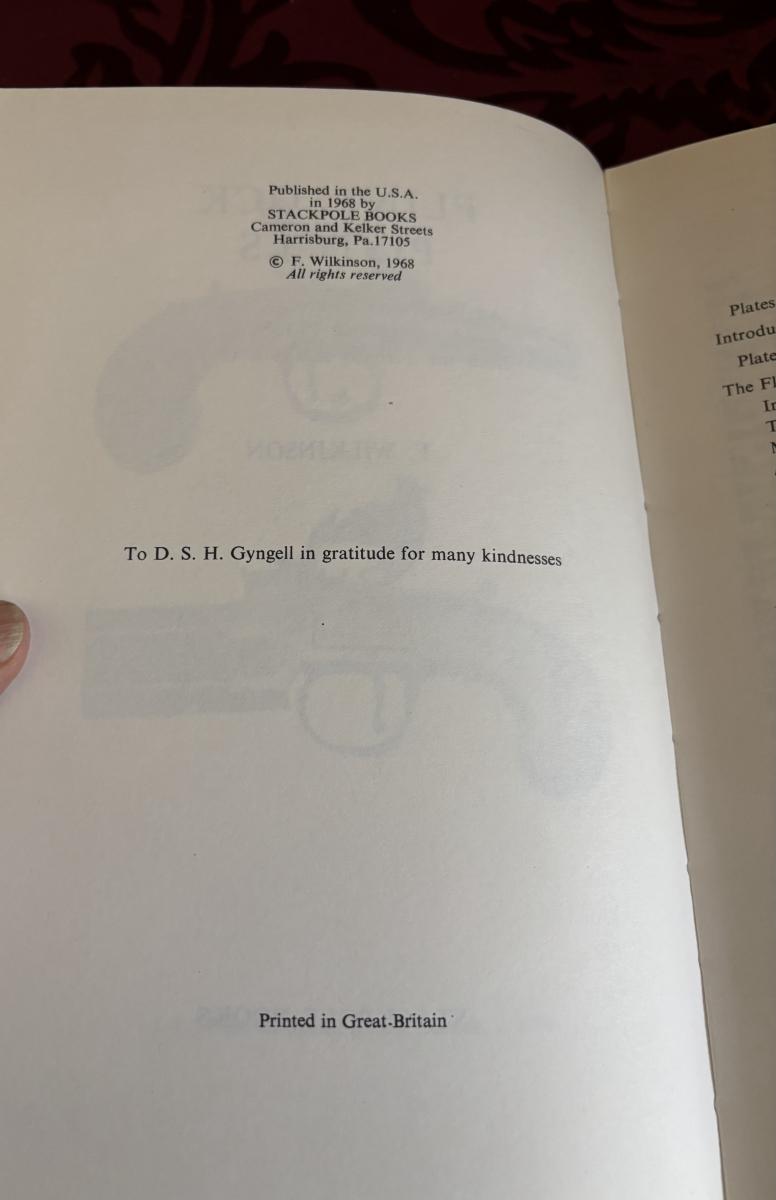 Published in the U.S.A.
in 1968 by
STACKPOLE BOOKS
Cameron and Kelker Streets
Harrisburg, Pa.17105
© F. Wilkinson, 1968
All rights reserved
To D. S. H. Gyngell in gratitude for many kindnesses
Printed in Great-Britain
Plates
Introdu
Plate
The Fl